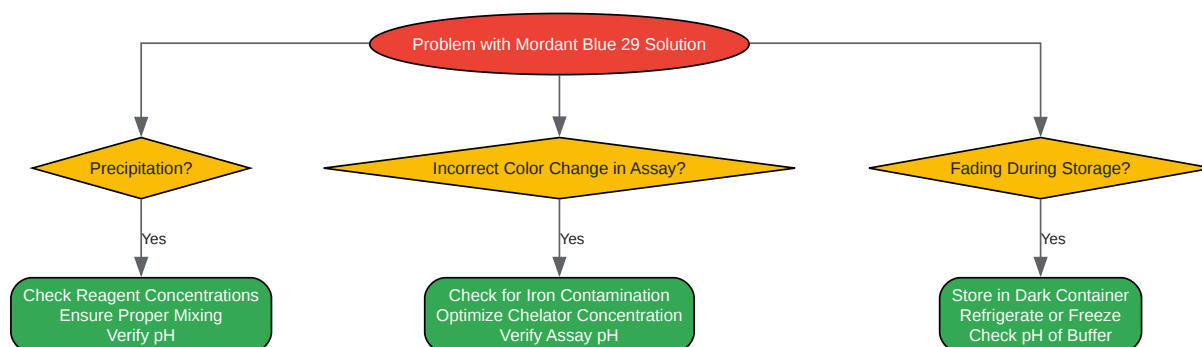 Problem with Mordant Blue 29 Solution
Precipitation?
Incorrect Color Change in Assay?
Fading During Storage?
Yes
Yes
Yes
Check Reagent Concentrations
Ensure Proper Mixing
Verify pH
Check for Iron Contamination
Optimize Chelator Concentration
Verify Assay pH
Store in Dark Container
Refrigerate or Freeze
Check pH of Buffer